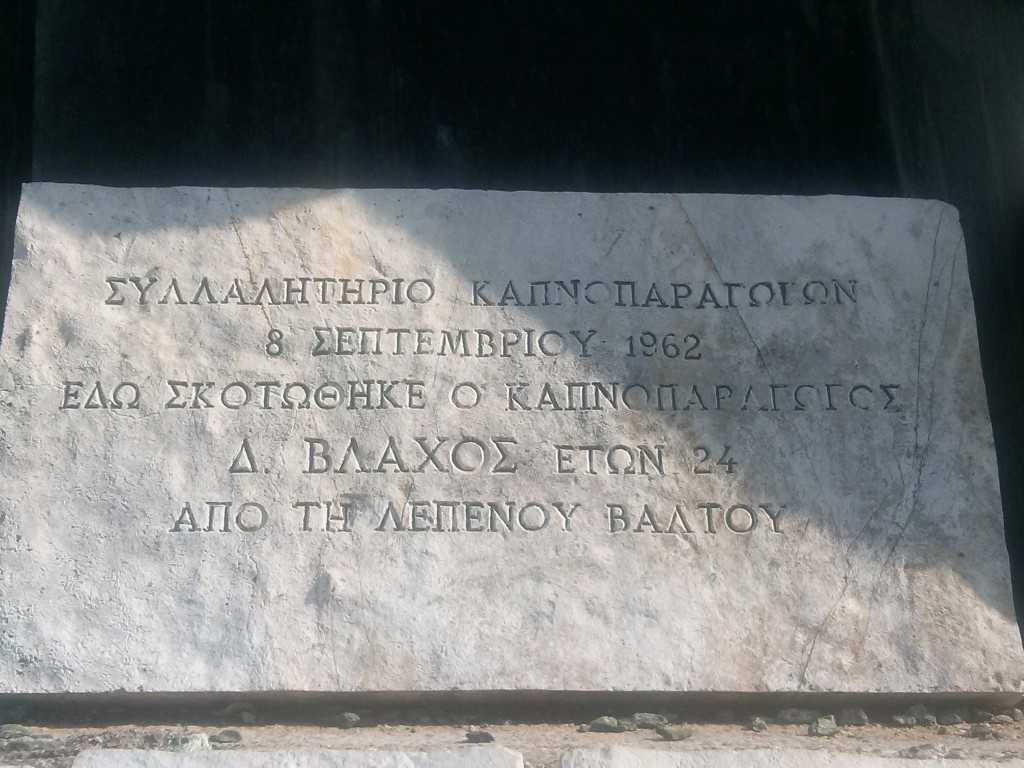 ΣΥΛΛΑΛΗΤΗΡΙΟ ΚΑΠΝΟΠΑΡΑΓΩΓΩΝ
8 ΣΕΠΤΕΜΒΡΙΟΥ 1962
ΕΔΩ ΣΚΟΤΩΘΗΚΕ Ο ΚΑΠΝΟΠΑΡΑΓΩΓΟΣ
Δ. ΒΛΑΧΟΣ ΕΤΩΝ 24
ΑΠΟ ΤΗ ΛΕΠΕΝΟΥ ΒΑΛΤΟΥ